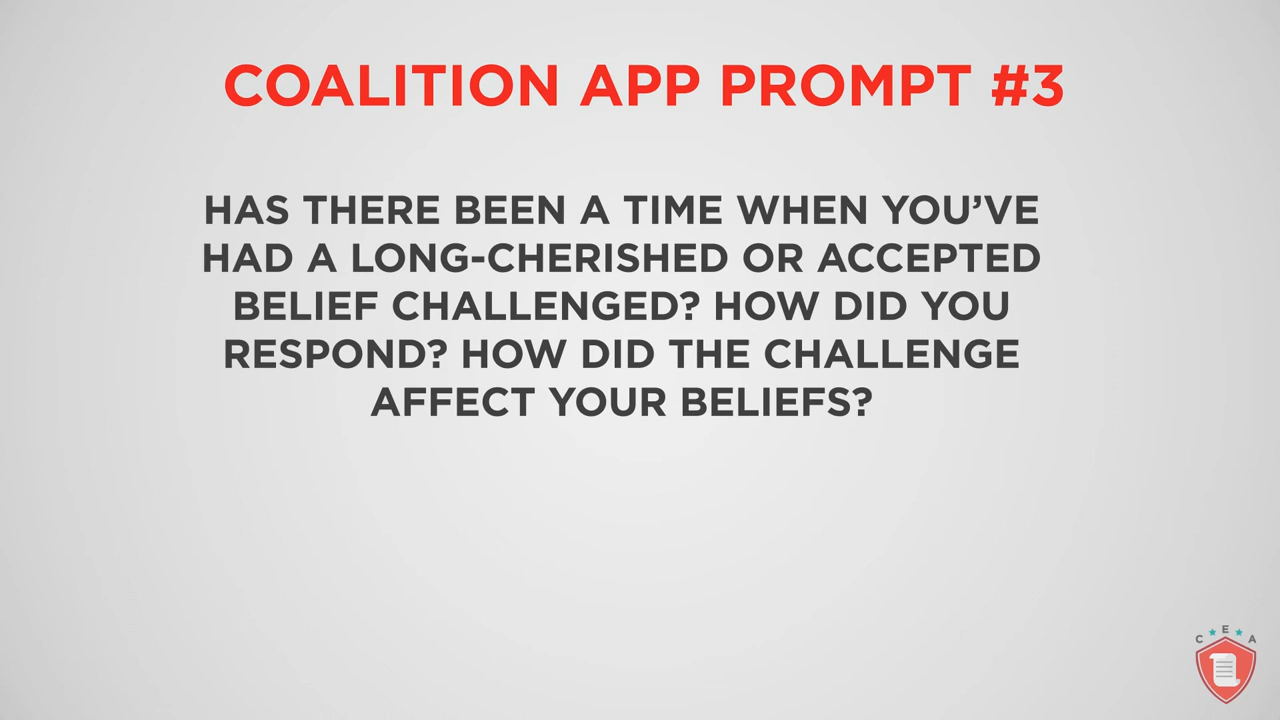 COALITION APP PROMPT #3
HAS THERE BEEN A TIME WHEN YOU’VE
HAD A LONG-CHERISHED OR ACCEPTED
BELIEF CHALLENGED? HOW DID YOU
RESPOND? HOW DID THE CHALLENGE
AFFECT YOUR BELIEFS?
C E A